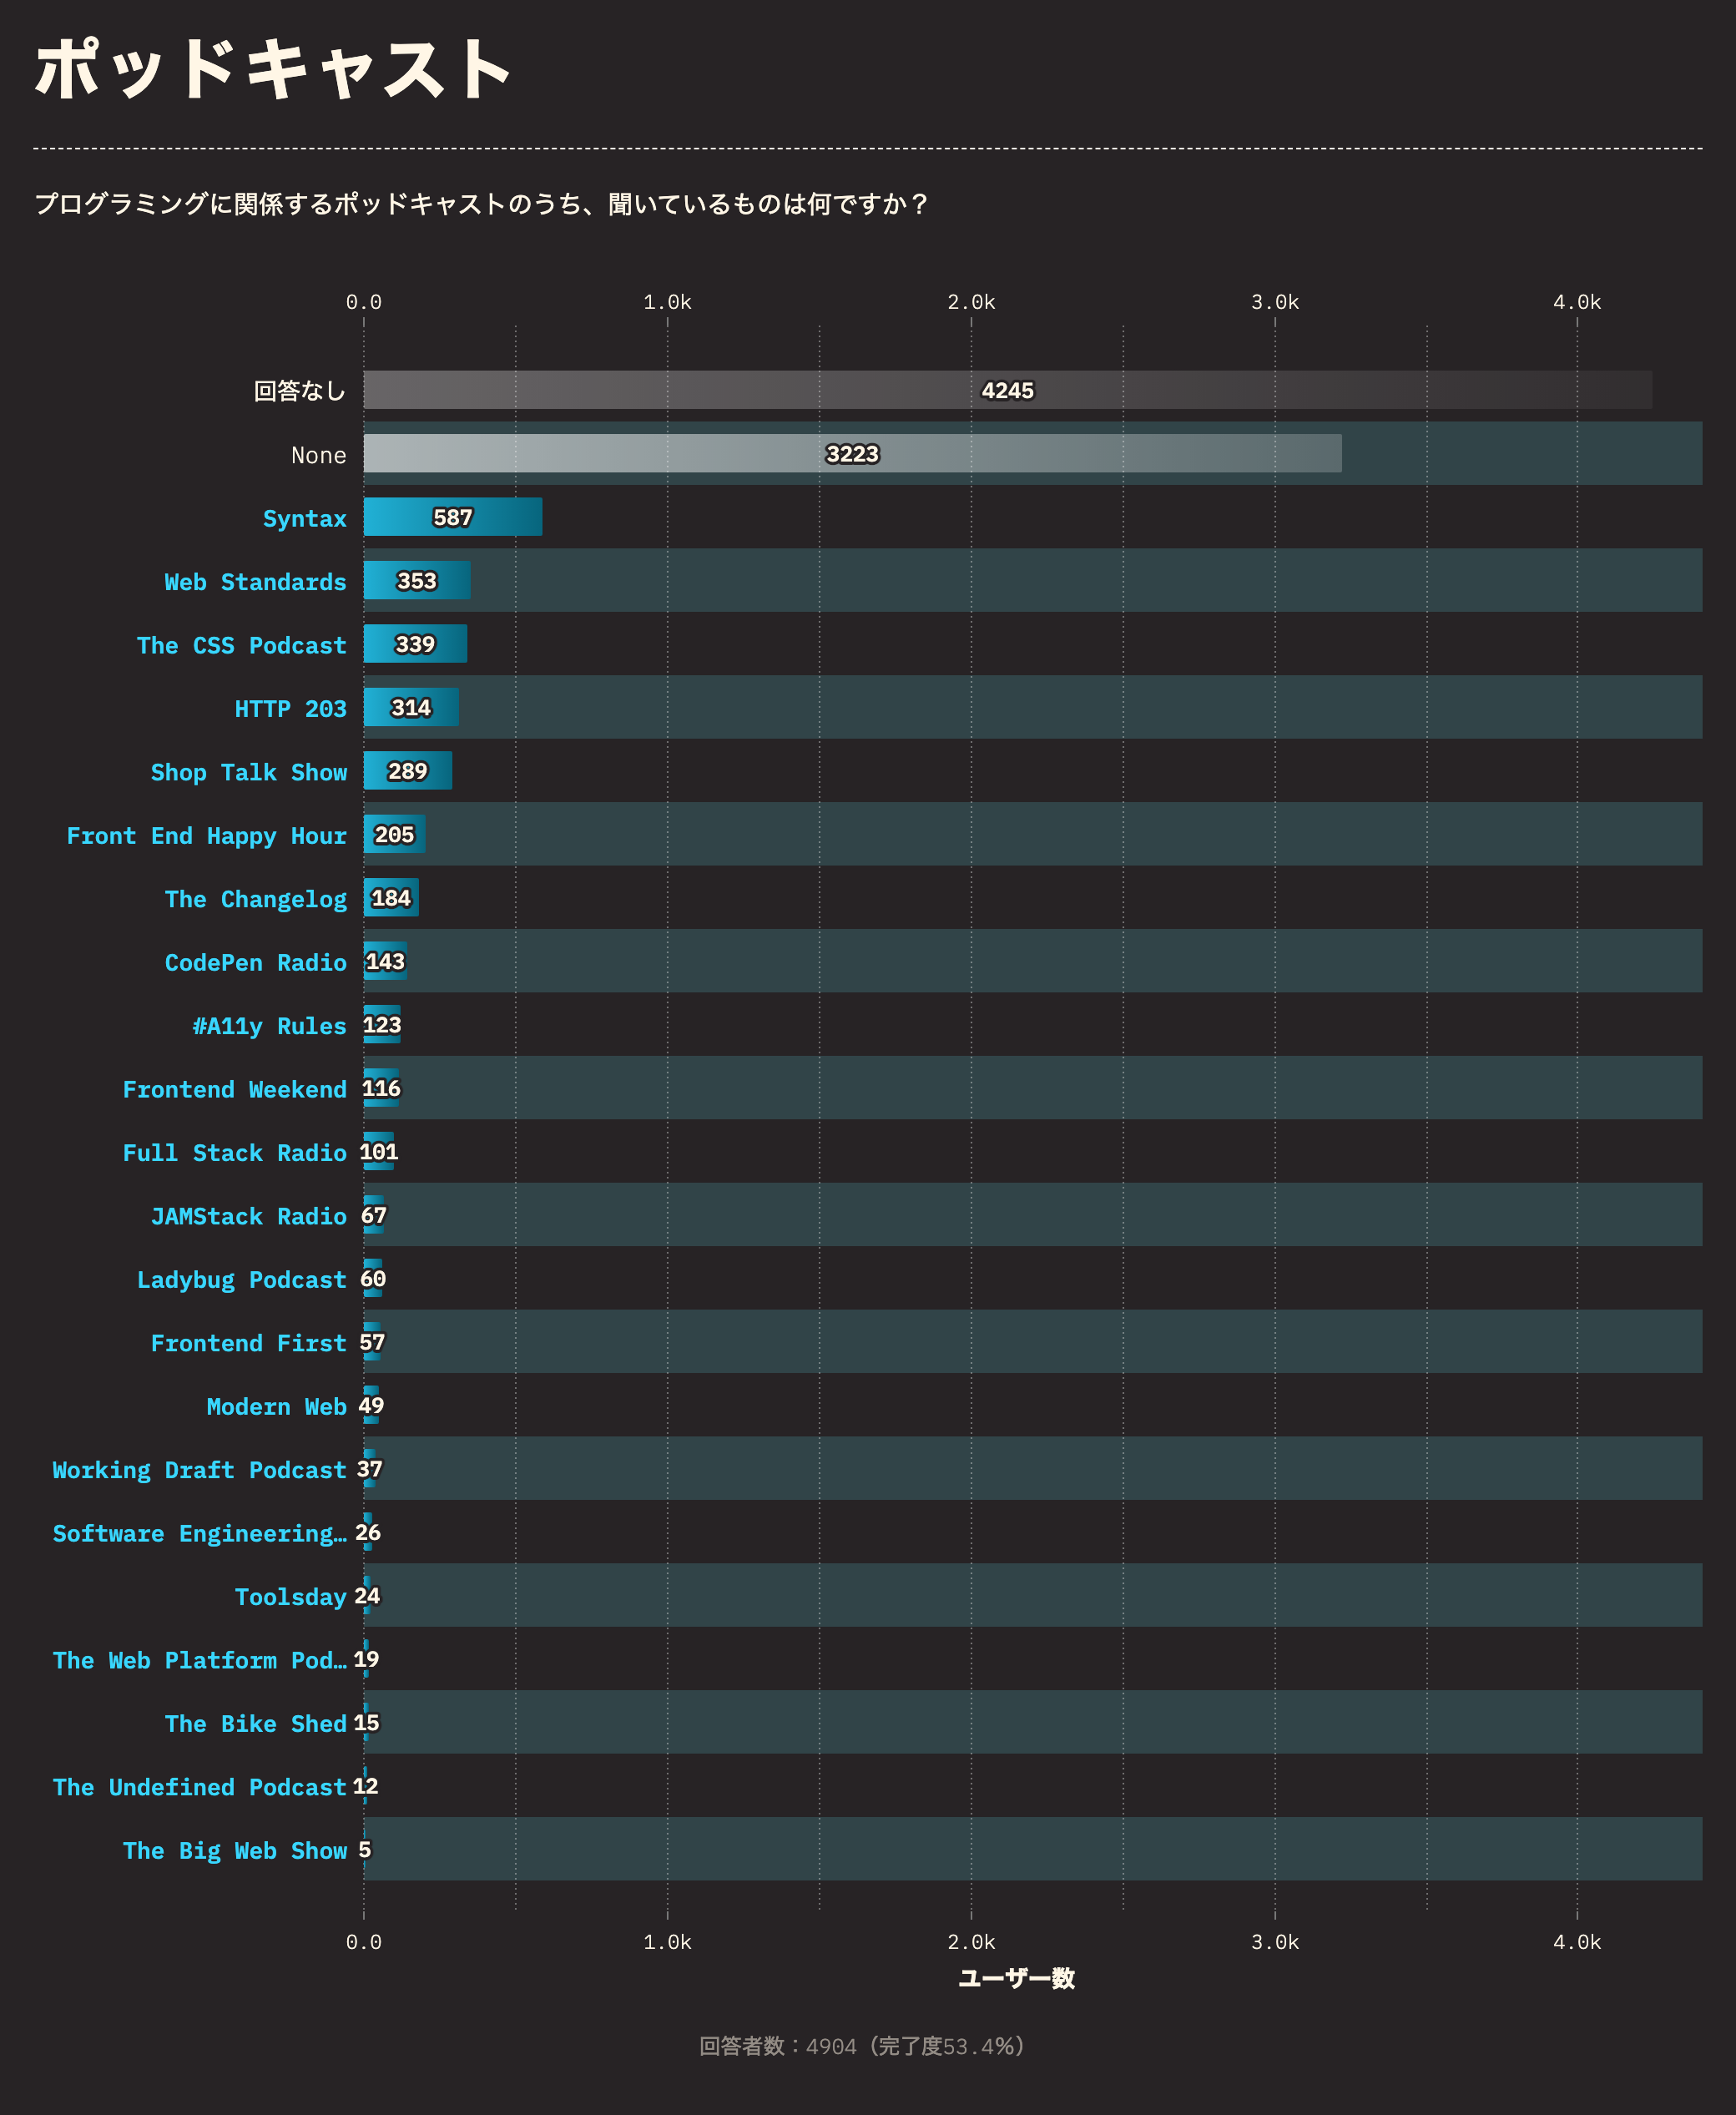 ポッドキャスト
プログラミングに関係するポッドキャストのうち、聞いているものは何ですか？
0.0 1.0k 2.0k 3.0k 4.0k
回答なし 4245
None 3223
Syntax 587
Web Standards 353
The CSS Podcast 339
HTTP 203 314
Shop Talk Show 289
Front End Happy Hour 205
The Changelog 184
CodePen Radio 143
#A11y Rules 123
Frontend Weekend 116
Full Stack Radio 101
JAMStack Radio 67
Ladybug Podcast 60
Frontend First 57
Modern Web 49
Working Draft Podcast 37
Software Engineering… 26
Toolsday 24
The Web Platform Pod… 19
The Bike Shed 15
The Undefined Podcast 12
The Big Web Show 5
0.0 1.0k 2.0k 3.0k 4.0k
ユーザー数
回答者数：4904（完了度53.4%）